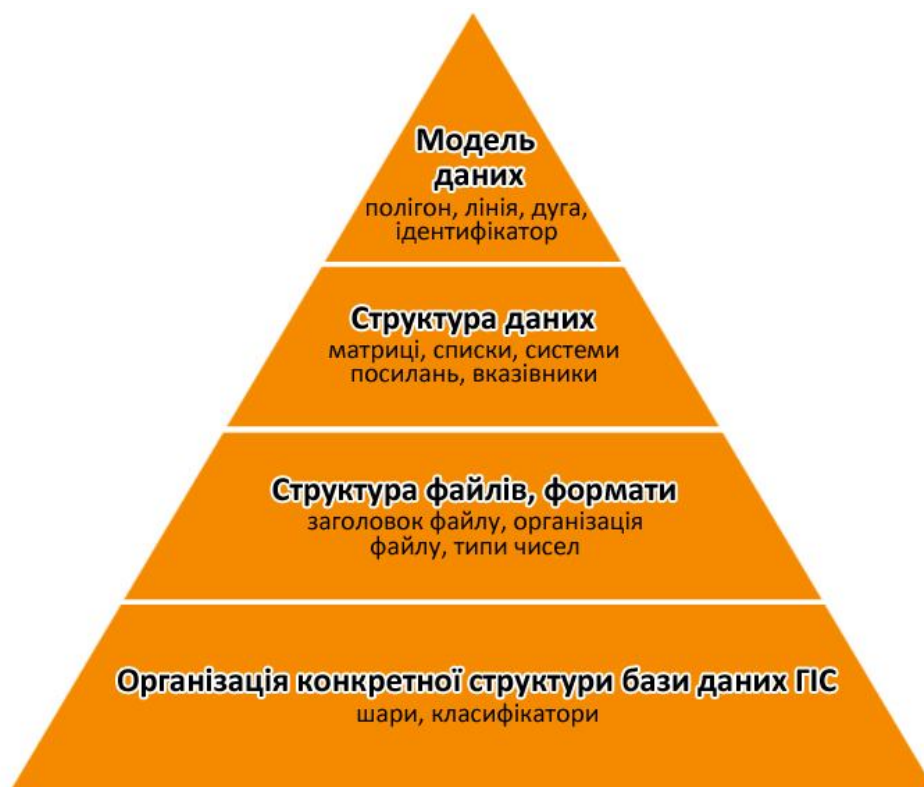 Модель
даних
полігон, лінія, дуга,
ідентифікатор
Структура даних
матриці, списки, системи
посилань, вказівники
Структура файлів, формати
заголовок файлу, організація
файлу, типи чисел
Організація конкретної структури бази даних ГІС
шари, класифікатори